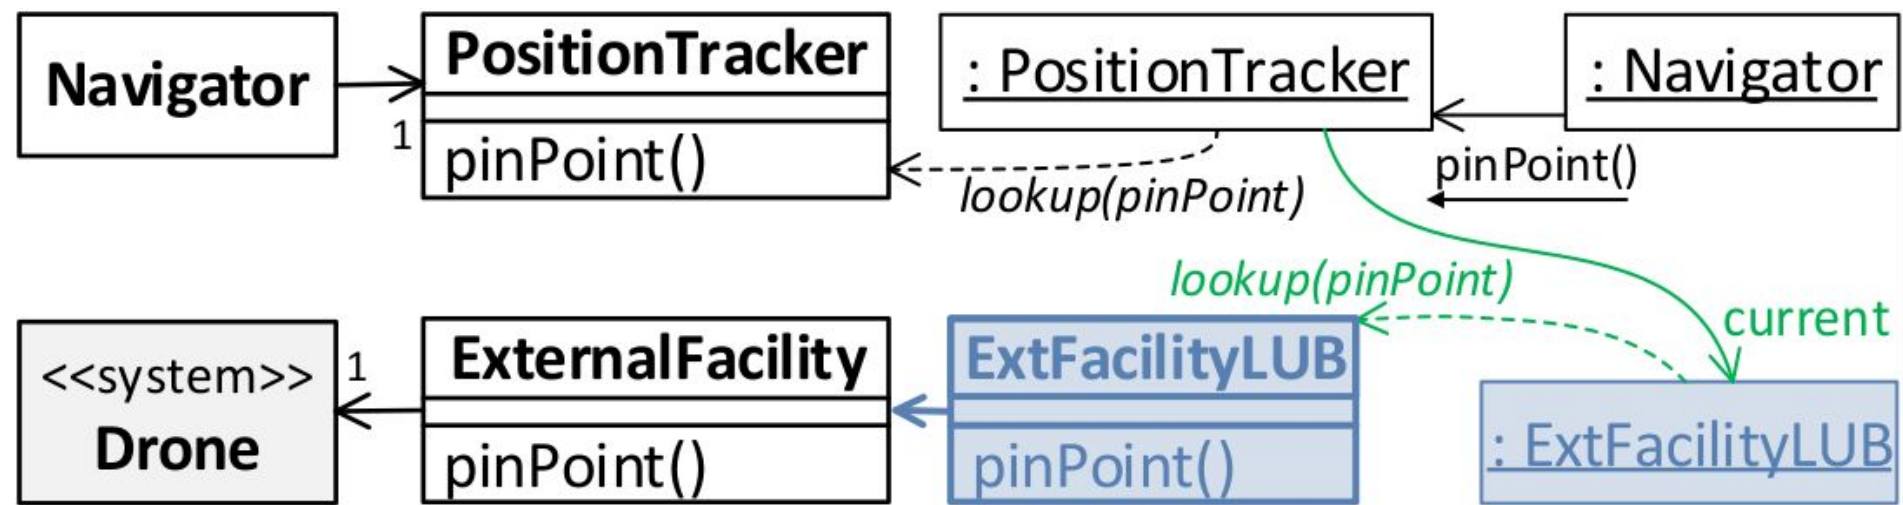 Navigator
1
PositionTracker
pinPoint()
: PositionTracker
: Navigator
pinPoint()
lookup(pinPoint)
lookup(pinPoint)
current
<<system>>
Drone
1
ExternalFacility
pinPoint()
ExtFacilityLUB
pinPoint()
: ExtFacilityLUB